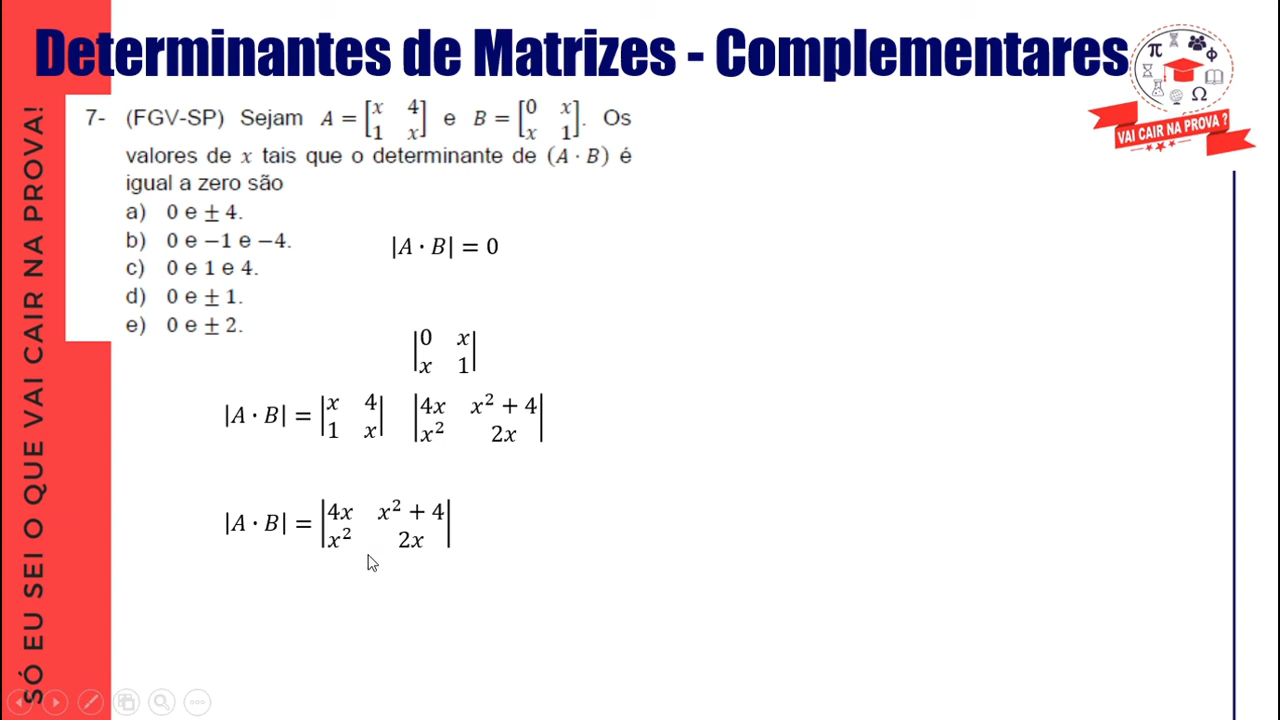 Determinantes de Matrizes - Complementares
π
Φ
Ω
VAI CAIR NA PROVA ?
SÓ EU SEI O QUE VAI CAIR NA PROVA!
7- (FGV-SP) Sejam A = [x 4 1 x] e B = [0 x x 1]. Os
valores de x tais que o determinante de (A · B) é
igual a zero são
a) 0 e ± 4.
b) 0 e −1 e −4.
c) 0 e 1 e 4.
d) 0 e ± 1.
e) 0 e ± 2.
|A · B| = 0
|0 x|
|x 1|
|A · B| = |x 4 1 x| |4x x² + 4 x² 2x|
|A · B| = |4x x² + 4 x² 2x|